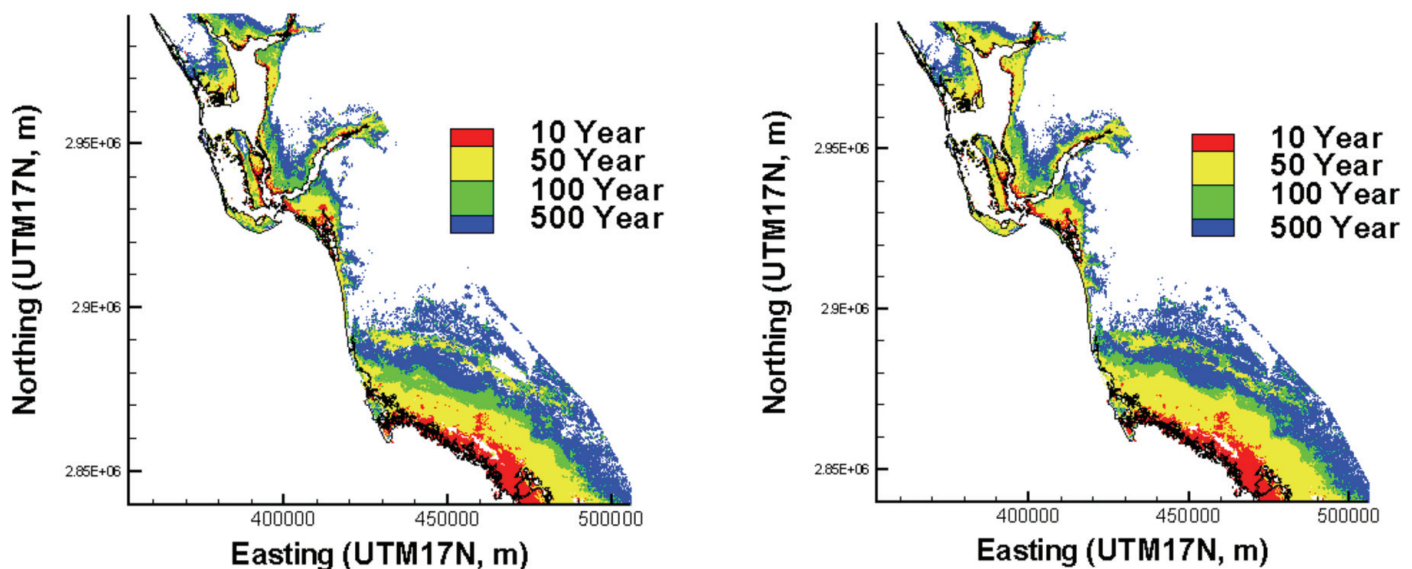 10 Year
50 Year
100 Year
500 Year
2.95E+06
2.9E+06
2.85E+06
Northing (UTM17N, m)
400000
450000
500000
Easting (UTM17N, m)
10 Year
50 Year
100 Year
500 Year
2.95E+06
2.9E+06
2.85E+06
Northing (UTM17N, m)
400000
450000
500000
Easting (UTM17N, m)